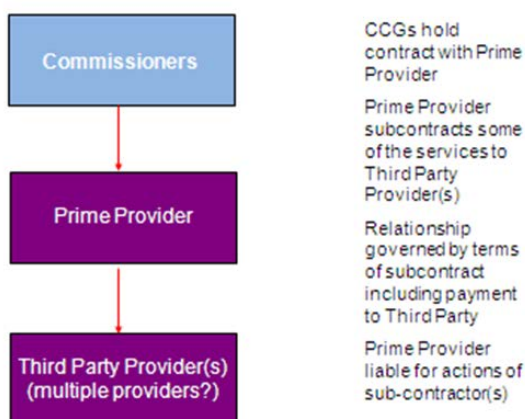 Commissioners
Prime Provider
Third Party Provider(s)
(multiple providers?)
CCGs hold
contract with Prime
Provider
Prime Provider
subcontracts some
of the services to
Third Party
Provider(s)
Relationship
governed by terms
of subcontract
including payment
to Third Party
Prime Provider
liable for actions of
sub-contractor(s)